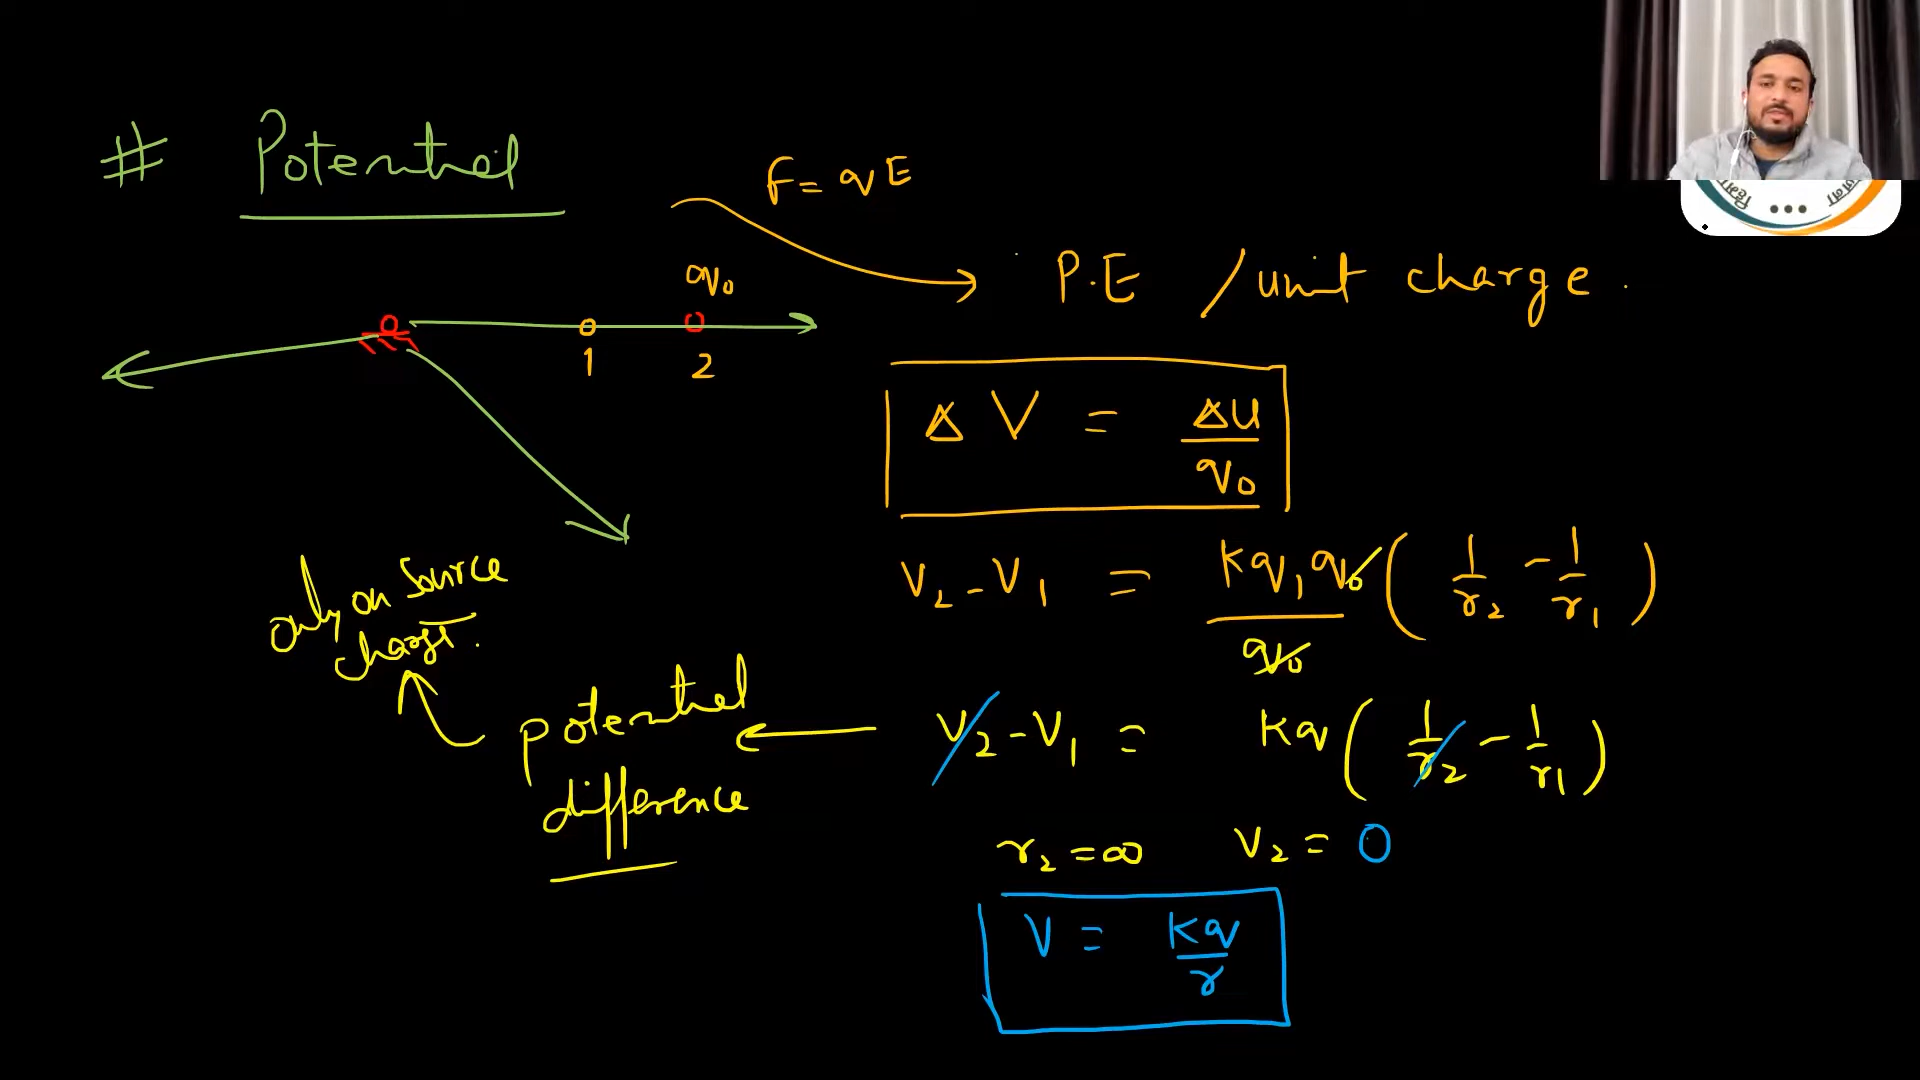 # Potential
F = qE
P.E / unit charge.
q₀
1 2
ΔV = ΔU / q₀
V₂ - V₁ = Kq₁q₀ / q₀ ( 1/r₂ - 1/r₁ )
only on source
charge.
V₂ - V₁ = Kq ( 1/r₂ - 1/r₁ )
potential
difference
r₂ = ∞ V₂ = 0
V = Kq / r